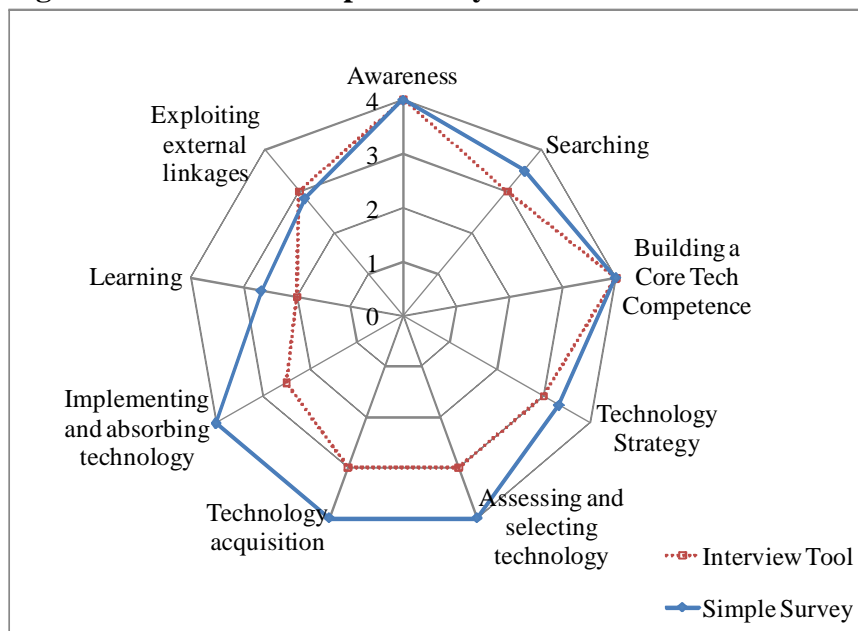 Awareness
4
3
2
1
0
Searching
Building a
Core Tech
Competence
Technology
Strategy
Assessing and
selecting
technology
Technology
acquisition
Implementing
and absorbing
technology
Learning
Exploiting
external
linkages
Interview Tool
Simple Survey